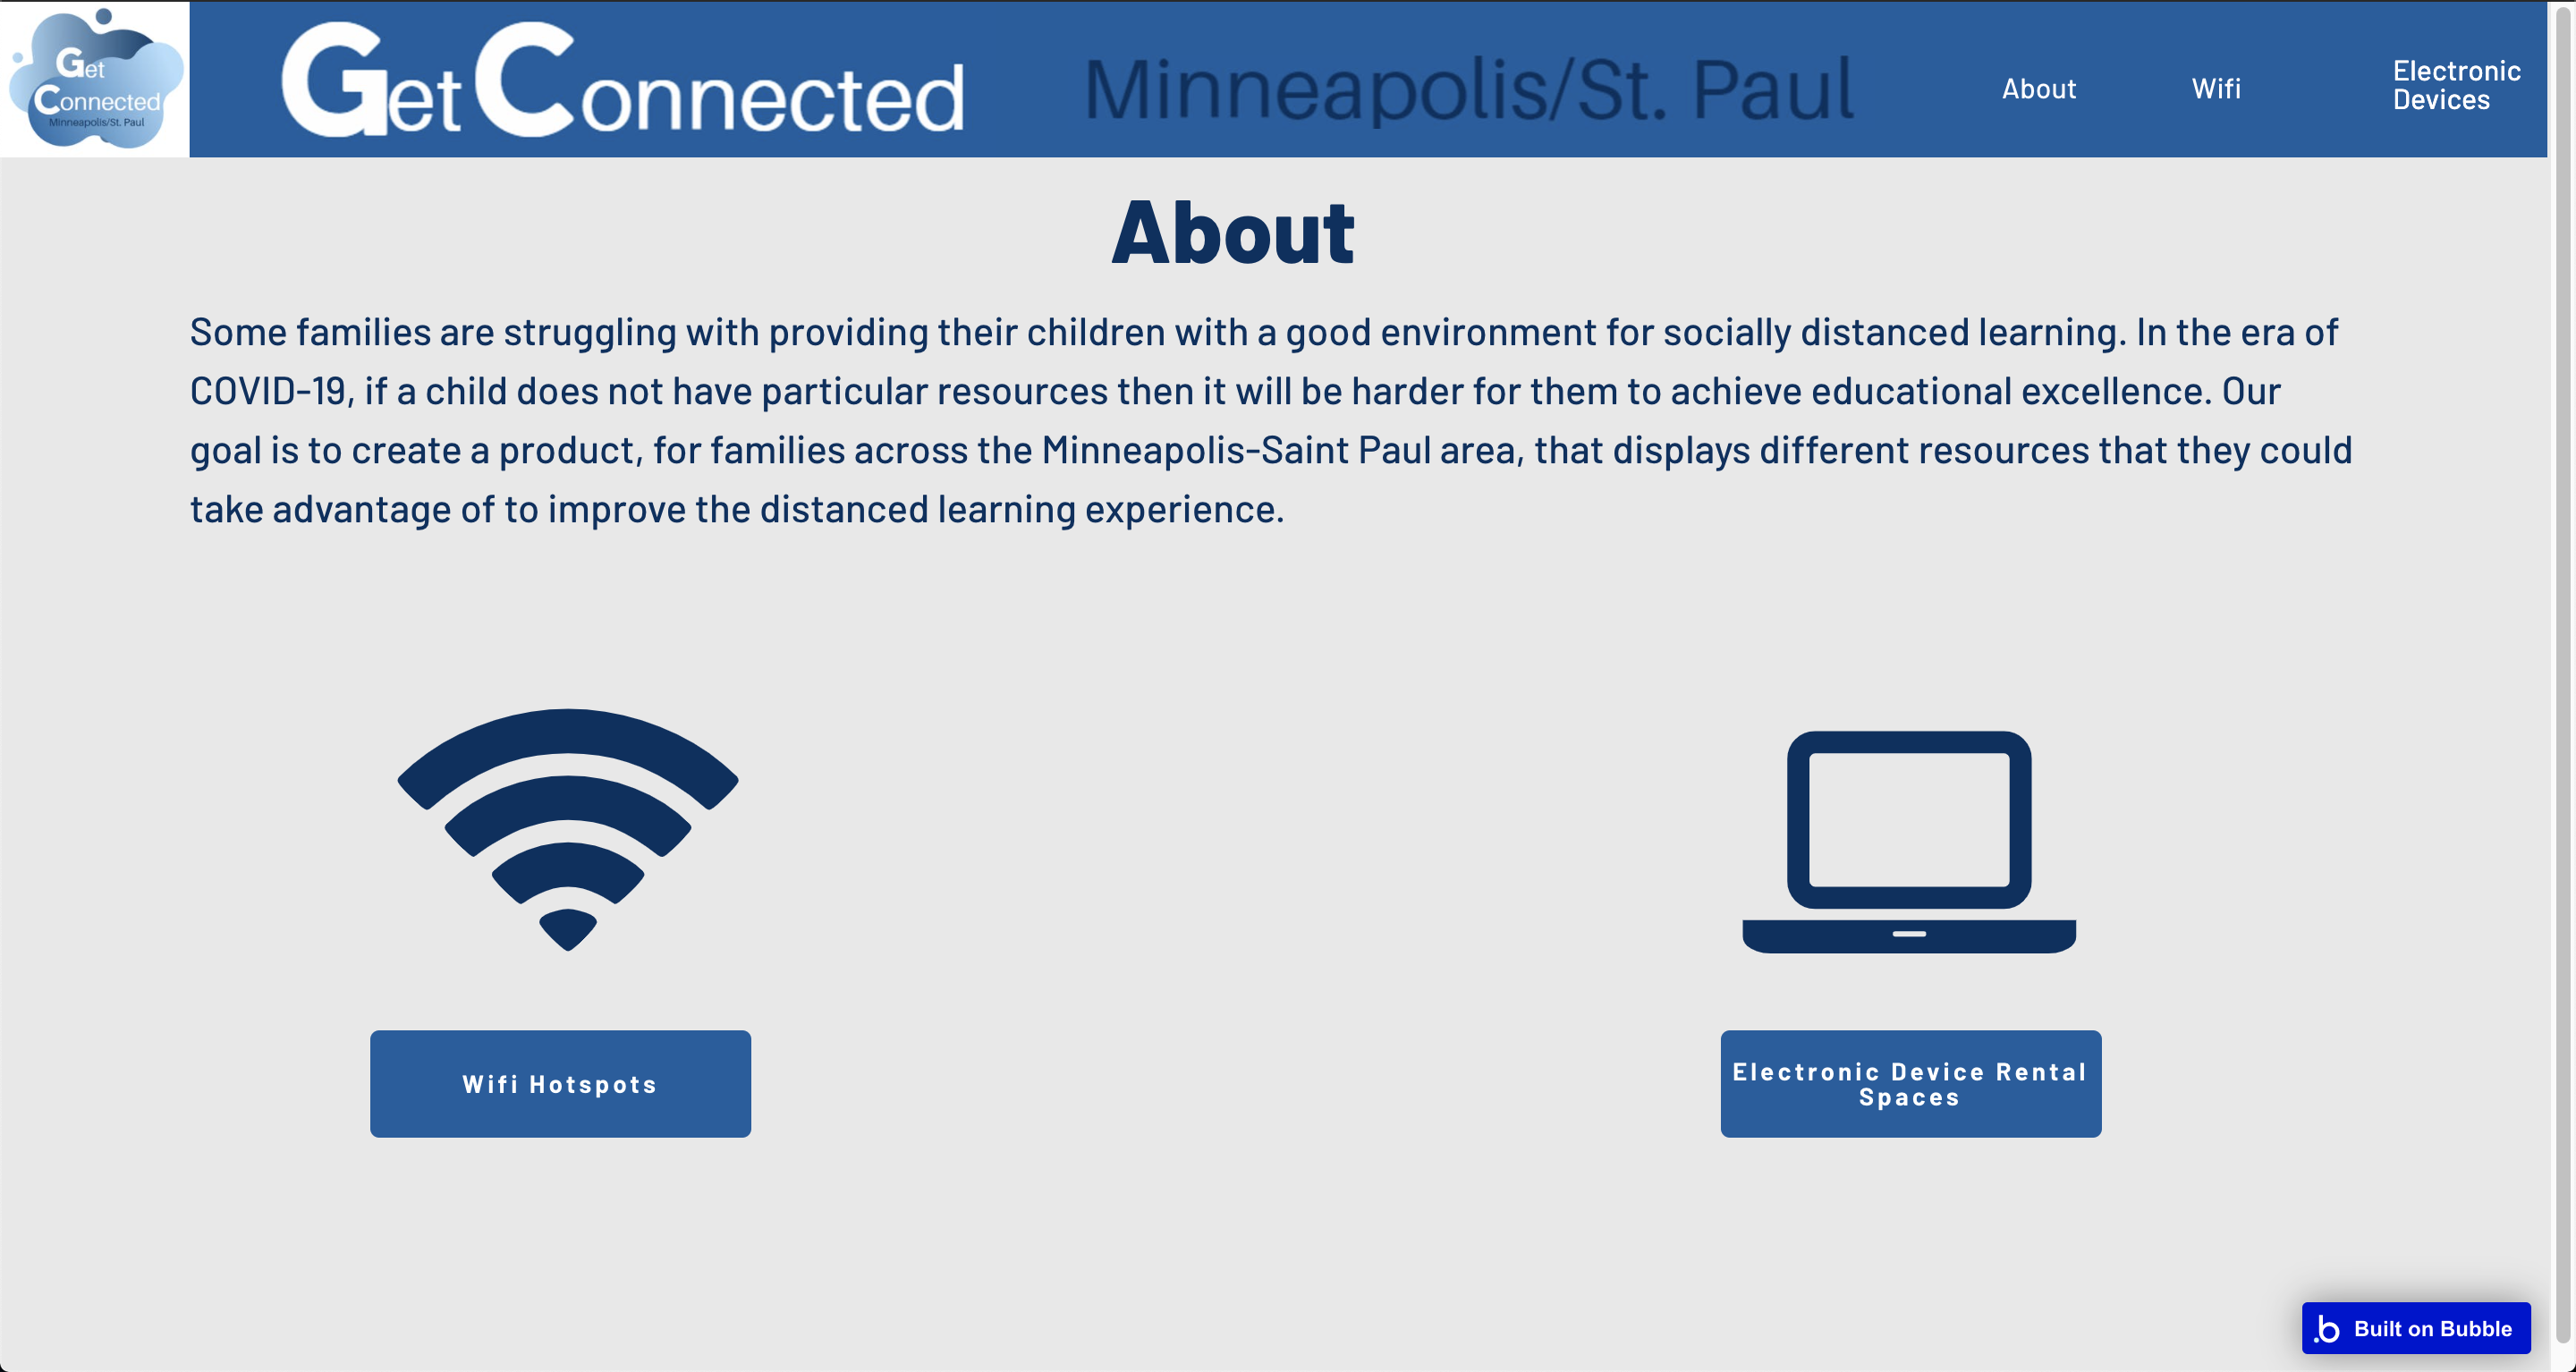 Get
Connected
Minneapolis/St. Paul
Get Connected
Minneapolis/St. Paul
About
Wifi
Electronic
Devices
About
Some families are struggling with providing their children with a good environment for socially distanced learning. In the era of
COVID-19, if a child does not have particular resources then it will be harder for them to achieve educational excellence. Our
goal is to create a product, for families across the Minneapolis-Saint Paul area, that displays different resources that they could
take advantage of to improve the distanced learning experience.
Wifi Hotspots
Electronic Device Rental
Spaces
.b Built on Bubble